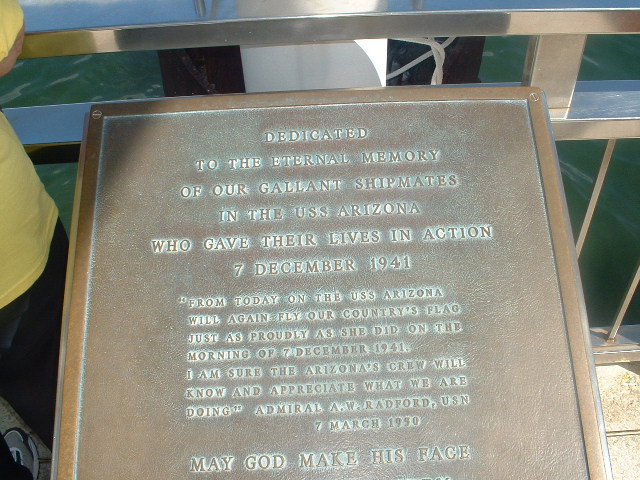 DEDICATED
TO THE ETERNAL MEMORY
OF OUR GALLANT SHIPMATES
IN THE USS ARIZONA
WHO GAVE THEIR LIVES IN ACTION
7 DECEMBER 1941
"FROM TODAY ON THE USS ARIZONA
WILL AGAIN FLY OUR COUNTRY'S FLAG
JUST AS PROUDLY AS SHE DID ON THE
MORNING OF 7 DECEMBER 1941.
I AM SURE THE ARIZONA'S CREW WILL
KNOW AND APPRECIATE WHAT WE ARE
DOING" ADMIRAL A.W. RADFORD, USN
7 MARCH 1950
MAY GOD MAKE HIS FACE